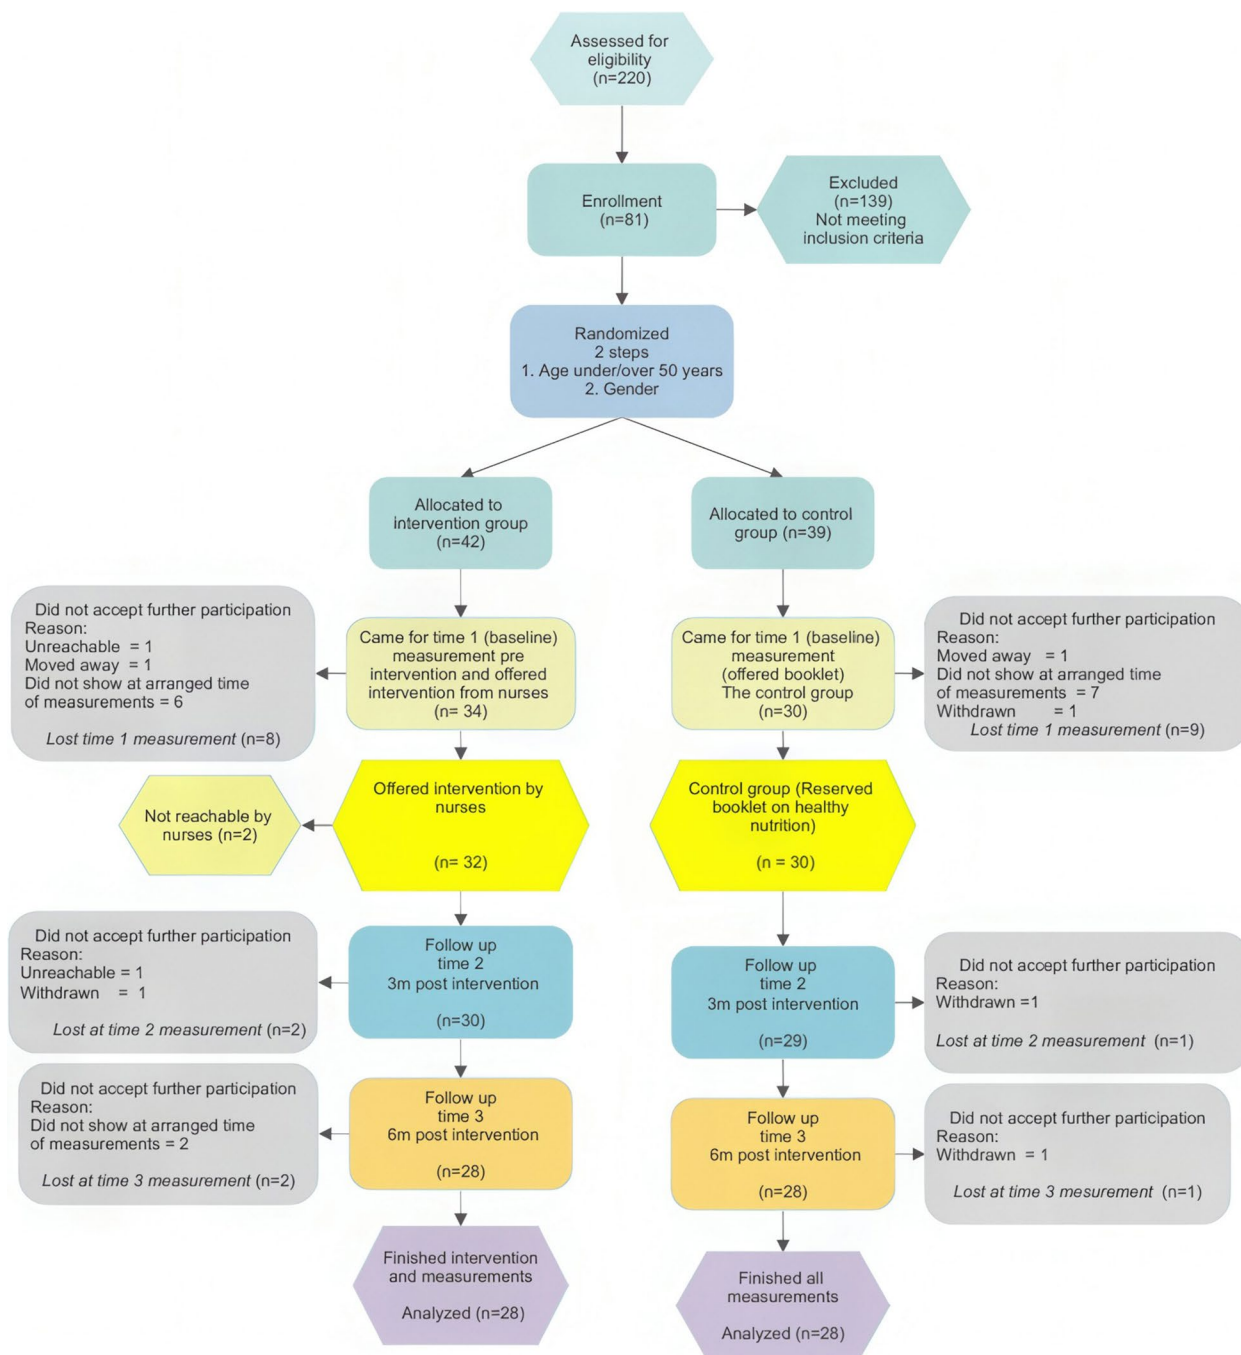 Assessed for
eligibility
(n=220)
Enrollment
(n=81)
Excluded
(n=139)
Not meeting
inclusion criteria
Randomized
2 steps
1. Age under/over 50 years
2. Gender
Allocated to
intervention group
(n=42)
Allocated to control
group (n=39)
Did not accept further participation
Reason:
Unreachable = 1
Moved away = 1
Did not show at arranged time
of measurements = 6
Lost time 1 measurement (n=8)
Came for time 1 (baseline)
measurement pre
intervention and offered
intervention from nurses
(n= 34)
Came for time 1 (baseline)
measurement
(offered booklet)
The control group
(n=30)
Did not accept further participation
Reason:
Moved away = 1
Did not show at arranged time
of measurements = 7
Withdrawn = 1
Lost time 1 measurement (n=9)
Not reachable by
nurses (n=2)
Offered intervention by
nurses
(n= 32)
Control group (Reserved
booklet on healthy
nutrition)
(n = 30)
Did not accept further participation
Reason:
Unreachable = 1
Withdrawn = 1
Lost at time 2 measurement (n=2)
Follow up
time 2
3m post intervention
(n=30)
Follow up
time 2
3m post intervention
(n=29)
Did not accept further participation
Reason:
Withdrawn =1
Lost at time 2 measurement (n=1)
Did not accept further participation
Reason:
Did not show at arranged time
of measurements = 2
Lost at time 3 measurement (n=2)
Follow up
time 3
6m post intervention
(n=28)
Follow up
time 3
6m post intervention
(n=28)
Did not accept further participation
Reason:
Withdrawn = 1
Lost at time 3 mesurement (n=1)
Finished intervention
and measurements
Analyzed (n=28)
Finished all
measurements
Analyzed (n=28)